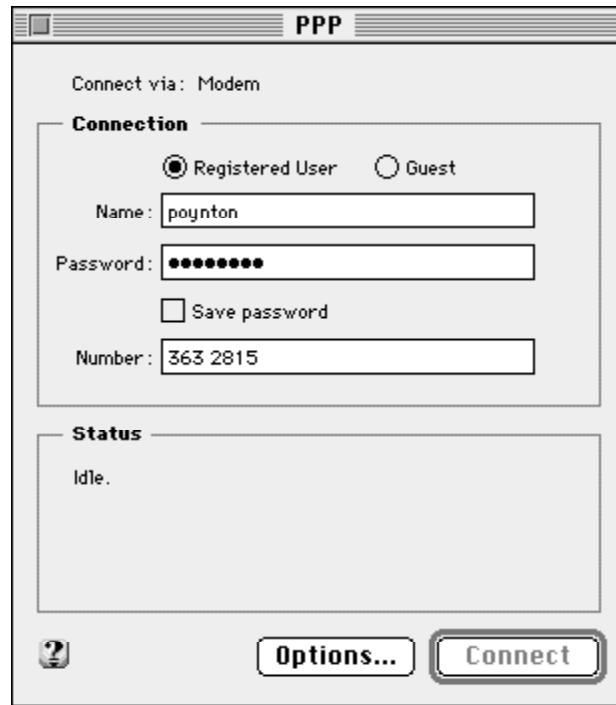 PPP
Connect via: Modem
Connection
Registered User Guest
Name: poynton
Password: ●●●●●●●●
Save password
Number: 363 2815
Status
Idle.
? Options... Connect